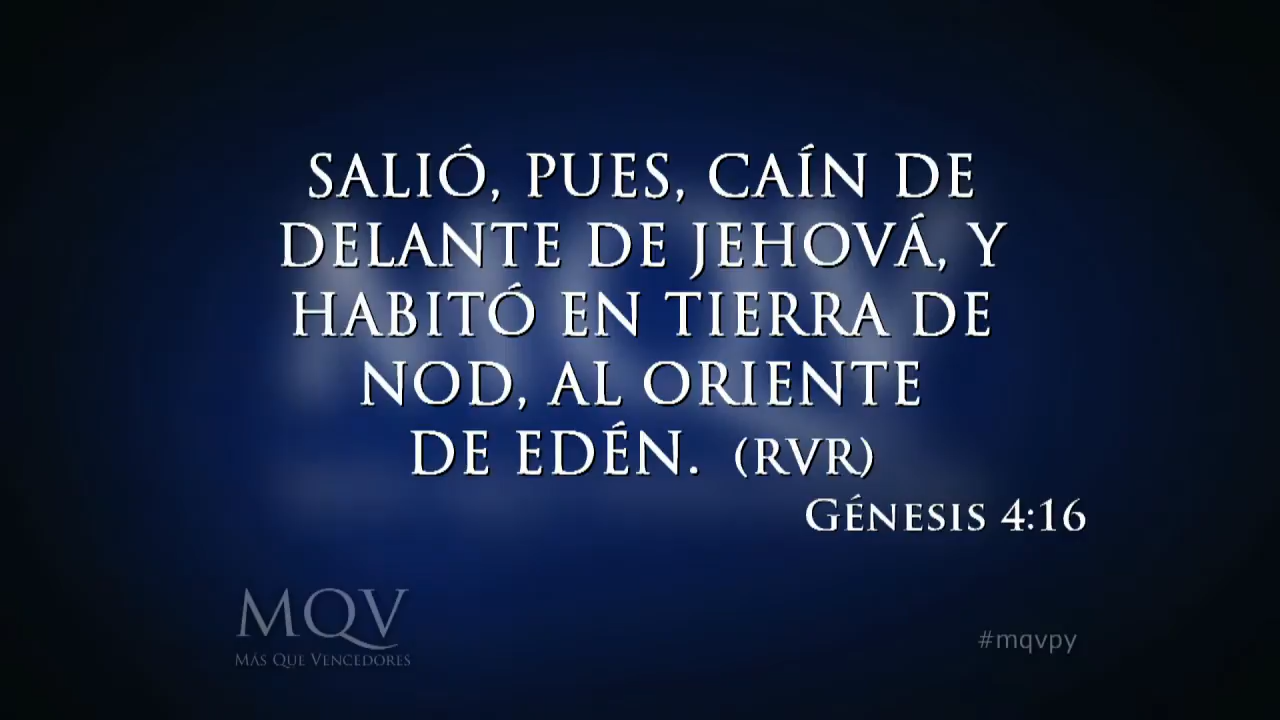 SALIÓ, PUES, CAÍN DE
DELANTE DE JEHOVÁ, Y
HABITÓ EN TIERRA DE
NOD, AL ORIENTE
DE EDÉN. (RVR)
GÉNESIS 4:16
MQV
MÁS QUE VENCEDORES
#mqvpy